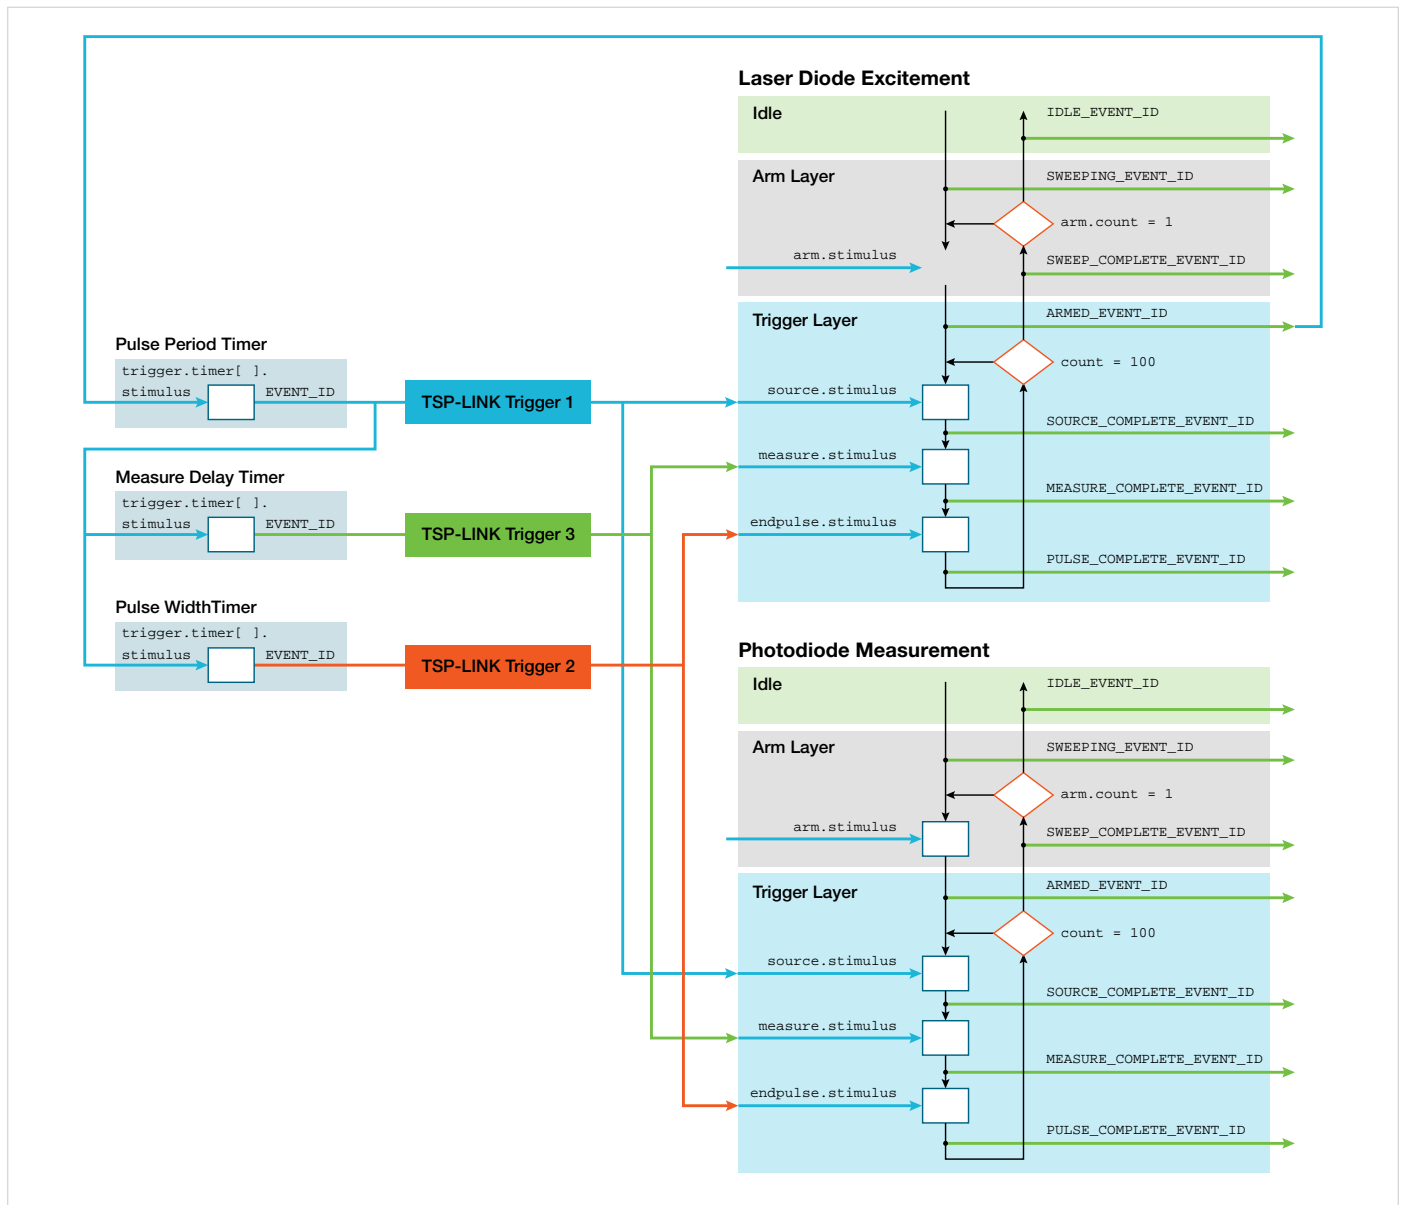 Laser Diode Excitement
Idle
IDLE_EVENT_ID
Arm Layer
SWEEPING_EVENT_ID
arm.count = 1
arm.stimulus
SWEEP_COMPLETE_EVENT_ID
Trigger Layer
ARMED_EVENT_ID
count = 100
source.stimulus
SOURCE_COMPLETE_EVENT_ID
measure.stimulus
MEASURE_COMPLETE_EVENT_ID
endpulse.stimulus
PULSE_COMPLETE_EVENT_ID
Pulse Period Timer
trigger.timer[ ].
stimulus
EVENT_ID
TSP-LINK Trigger 1
Measure Delay Timer
trigger.timer[ ].
stimulus
EVENT_ID
TSP-LINK Trigger 3
Pulse WidthTimer
trigger.timer[ ].
stimulus
EVENT_ID
TSP-LINK Trigger 2
Photodiode Measurement
Idle
IDLE_EVENT_ID
Arm Layer
SWEEPING_EVENT_ID
arm.count = 1
arm.stimulus
SWEEP_COMPLETE_EVENT_ID
Trigger Layer
ARMED_EVENT_ID
count = 100
source.stimulus
SOURCE_COMPLETE_EVENT_ID
measure.stimulus
MEASURE_COMPLETE_EVENT_ID
endpulse.stimulus
PULSE_COMPLETE_EVENT_ID